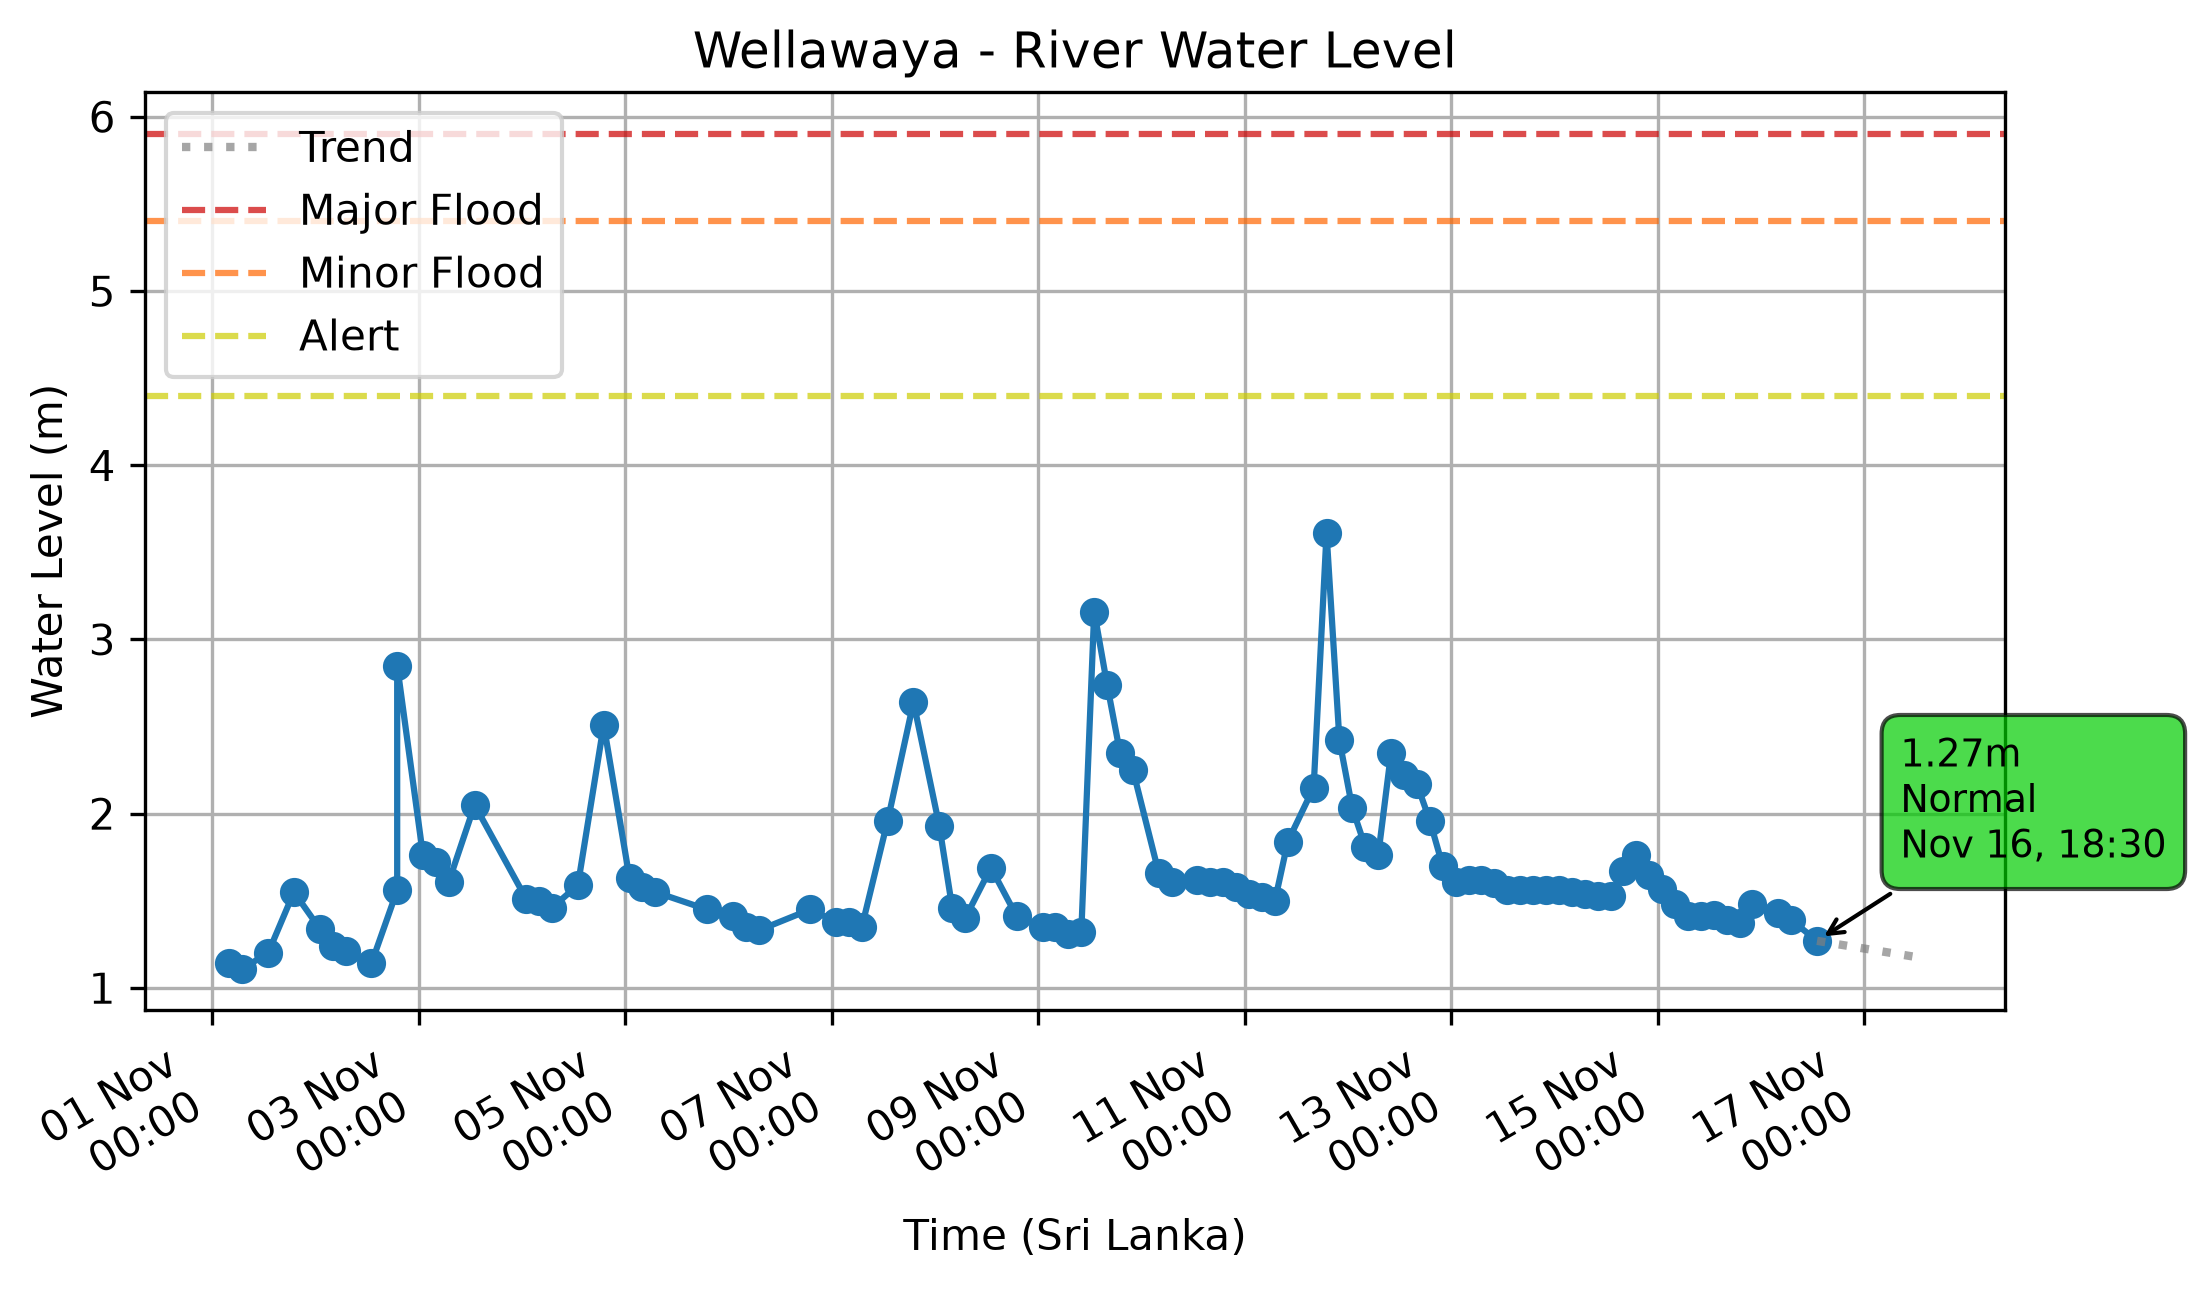 Wellawaya - River Water Level
6
5
4
3
2
1
Water Level (m)
Trend
Major Flood
Minor Flood
Alert
1.27m
Normal
Nov 16, 18:30
01 Nov
00:00
03 Nov
00:00
05 Nov
00:00
07 Nov
00:00
09 Nov
00:00
11 Nov
00:00
13 Nov
00:00
15 Nov
00:00
17 Nov
00:00
Time (Sri Lanka)